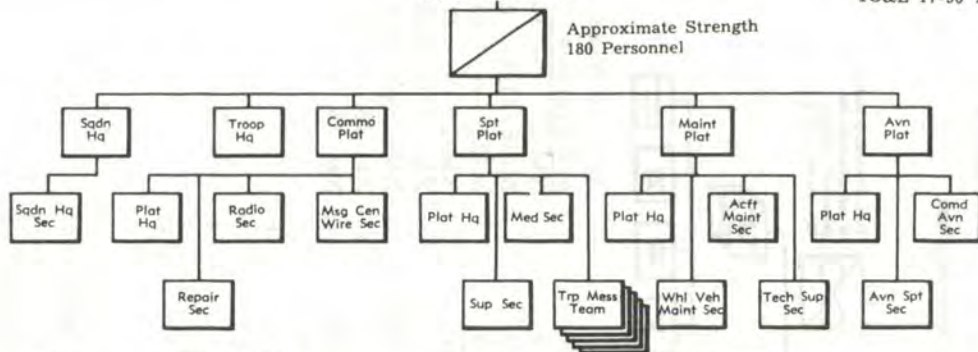 Approximate Strength
180 Personnel
Sqdn
Hq
Troop
Hq
Commo
Plat
Spt
Plat
Maint
Plat
Avn
Plat
Sqdn Hq
Sec
Plat
Hq
Radio
Sec
Msg Cen
Wire Sec
Plat Hq
Med Sec
Plat Hq
Acft
Maint
Sec
Plat Hq
Comd
Avn
Sec
Repair
Sec
Sup Sec
Trp Mess
Team
Whl Veh
Maint Sec
Tech Sup
Sec
Avn Spt
Sec